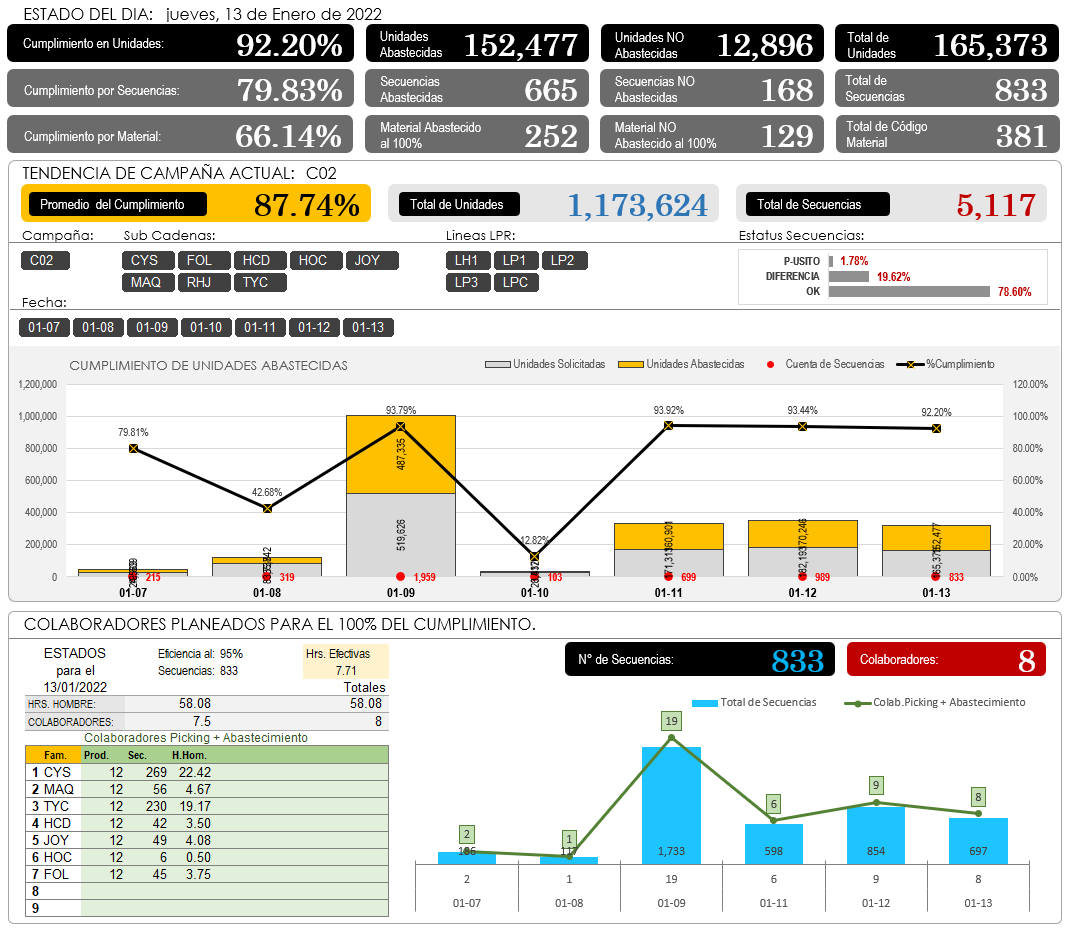 ESTADO DEL DIA: jueves, 13 de Enero de 2022
Cumplimiento en Unidades: 92.20% Unidades Abastecidas 152,477 Unidades NO Abastecidas 12,896 Total de Unidades 165,373
Cumplimiento por Secuencias: 79.83% Secuencias Abastecidas 665 Secuencias NO Abastecidas 168 Total de Secuencias 833
Cumplimiento por Material: 66.14% Material Abastecido al 100% 252 Material NO Abastecido al 100% 129 Total de Código Material 381
TENDENCIA DE CAMPAÑA ACTUAL: C02
Promedio del Cumplimiento 87.74% Total de Unidades 1,173,624 Total de Secuencias 5,117
Campaña: Sub Cadenas: Lineas LPR: Estatus Secuencias:
C02 CYS FOL HCD HOC JOY LH1 LP1 LP2
MAQ RHJ TYC LP3 LPC
P-USITO 1.78%
DIFERENCIA 19.62%
OK 78.60%
Fecha:
01-07 01-08 01-09 01-10 01-11 01-12 01-13
CUMPLIMIENTO DE UNIDADES ABASTECIDAS Unidades Solicitadas Unidades Abastecidas Cuenta de Secuencias %Cumplimiento
1,200,000 120.00%
1,000,000 100.00%
800,000 80.00%
600,000 60.00%
400,000 40.00%
200,000 20.00%
0 0.00%
79.81% 42.68% 93.79% 12.82% 93.92% 93.44% 92.20%
487,335 160,901 170,246 152,477
519,626 171,313 182,193 165,373
215 319 1,959 103 699 989 833
01-07 01-08 01-09 01-10 01-11 01-12 01-13
COLABORADORES PLANEADOS PARA EL 100% DEL CUMPLIMIENTO.
ESTADOS para el 13/01/2022
Eficiencia al: 95%
Secuencias: 833
Hrs. Efectivas
7.71
Totales
HRS. HOMBRE: 58.08 58.08
COLABORADORES: 7.5 8
Colaboradores Picking + Abastecimiento
Fam. Prod. Sec. H.Hom.
1 CYS 12 269 22.42
2 MAQ 12 56 4.67
3 TYC 12 230 19.17
4 HCD 12 42 3.50
5 JOY 12 49 4.08
6 HOC 12 6 0.50
7 FOL 12 45 3.75
8
9
N° de Secuencias: 833 Colaboradores: 8
Total de Secuencias Colab.Picking + Abastecimiento
2 1 19 6 9 8
1,733 598 854 697
2 1 19 6 9 8
01-07 01-08 01-09 01-11 01-12 01-13